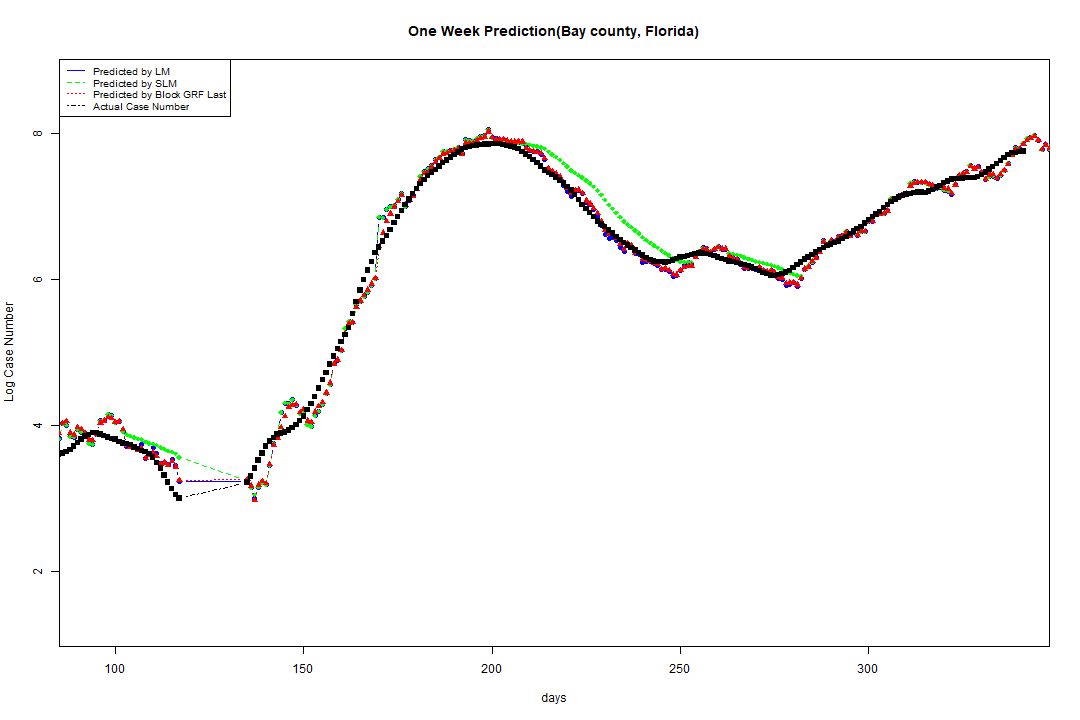 One Week Prediction(Bay county, Florida)
Predicted by LM
Predicted by SLM
Predicted by Block GRF Last
Actual Case Number
8
6
4
2
Log Case Number
100 150 200 250 300
days